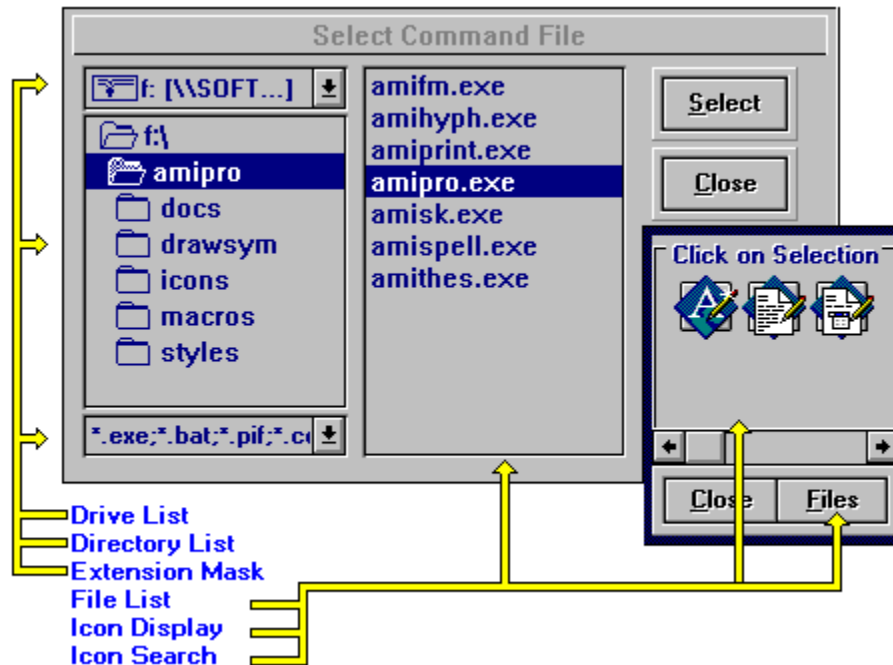 Select Command File
f: [\\SOFT...]
f:\
amipro
docs
drawsym
icons
macros
styles
*.exe;*.bat;*.pif;*.c
amifm.exe
amihyph.exe
amiprint.exe
amipro.exe
amisk.exe
amispell.exe
amithes.exe
Select
Close
Click on Selection
Close
Files
Drive List
Directory List
Extension Mask
File List
Icon Display
Icon Search